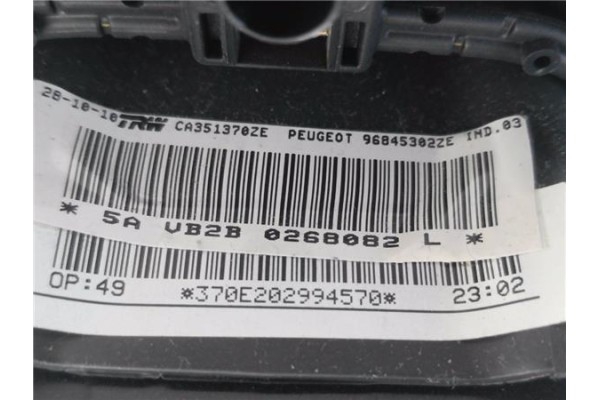 28-10-10 TRW CA351370ZE PEUGEOT 96845302ZE IND.03
* 5A VB2B 0268082 L *
OP:49 *370E202994570* 23:02